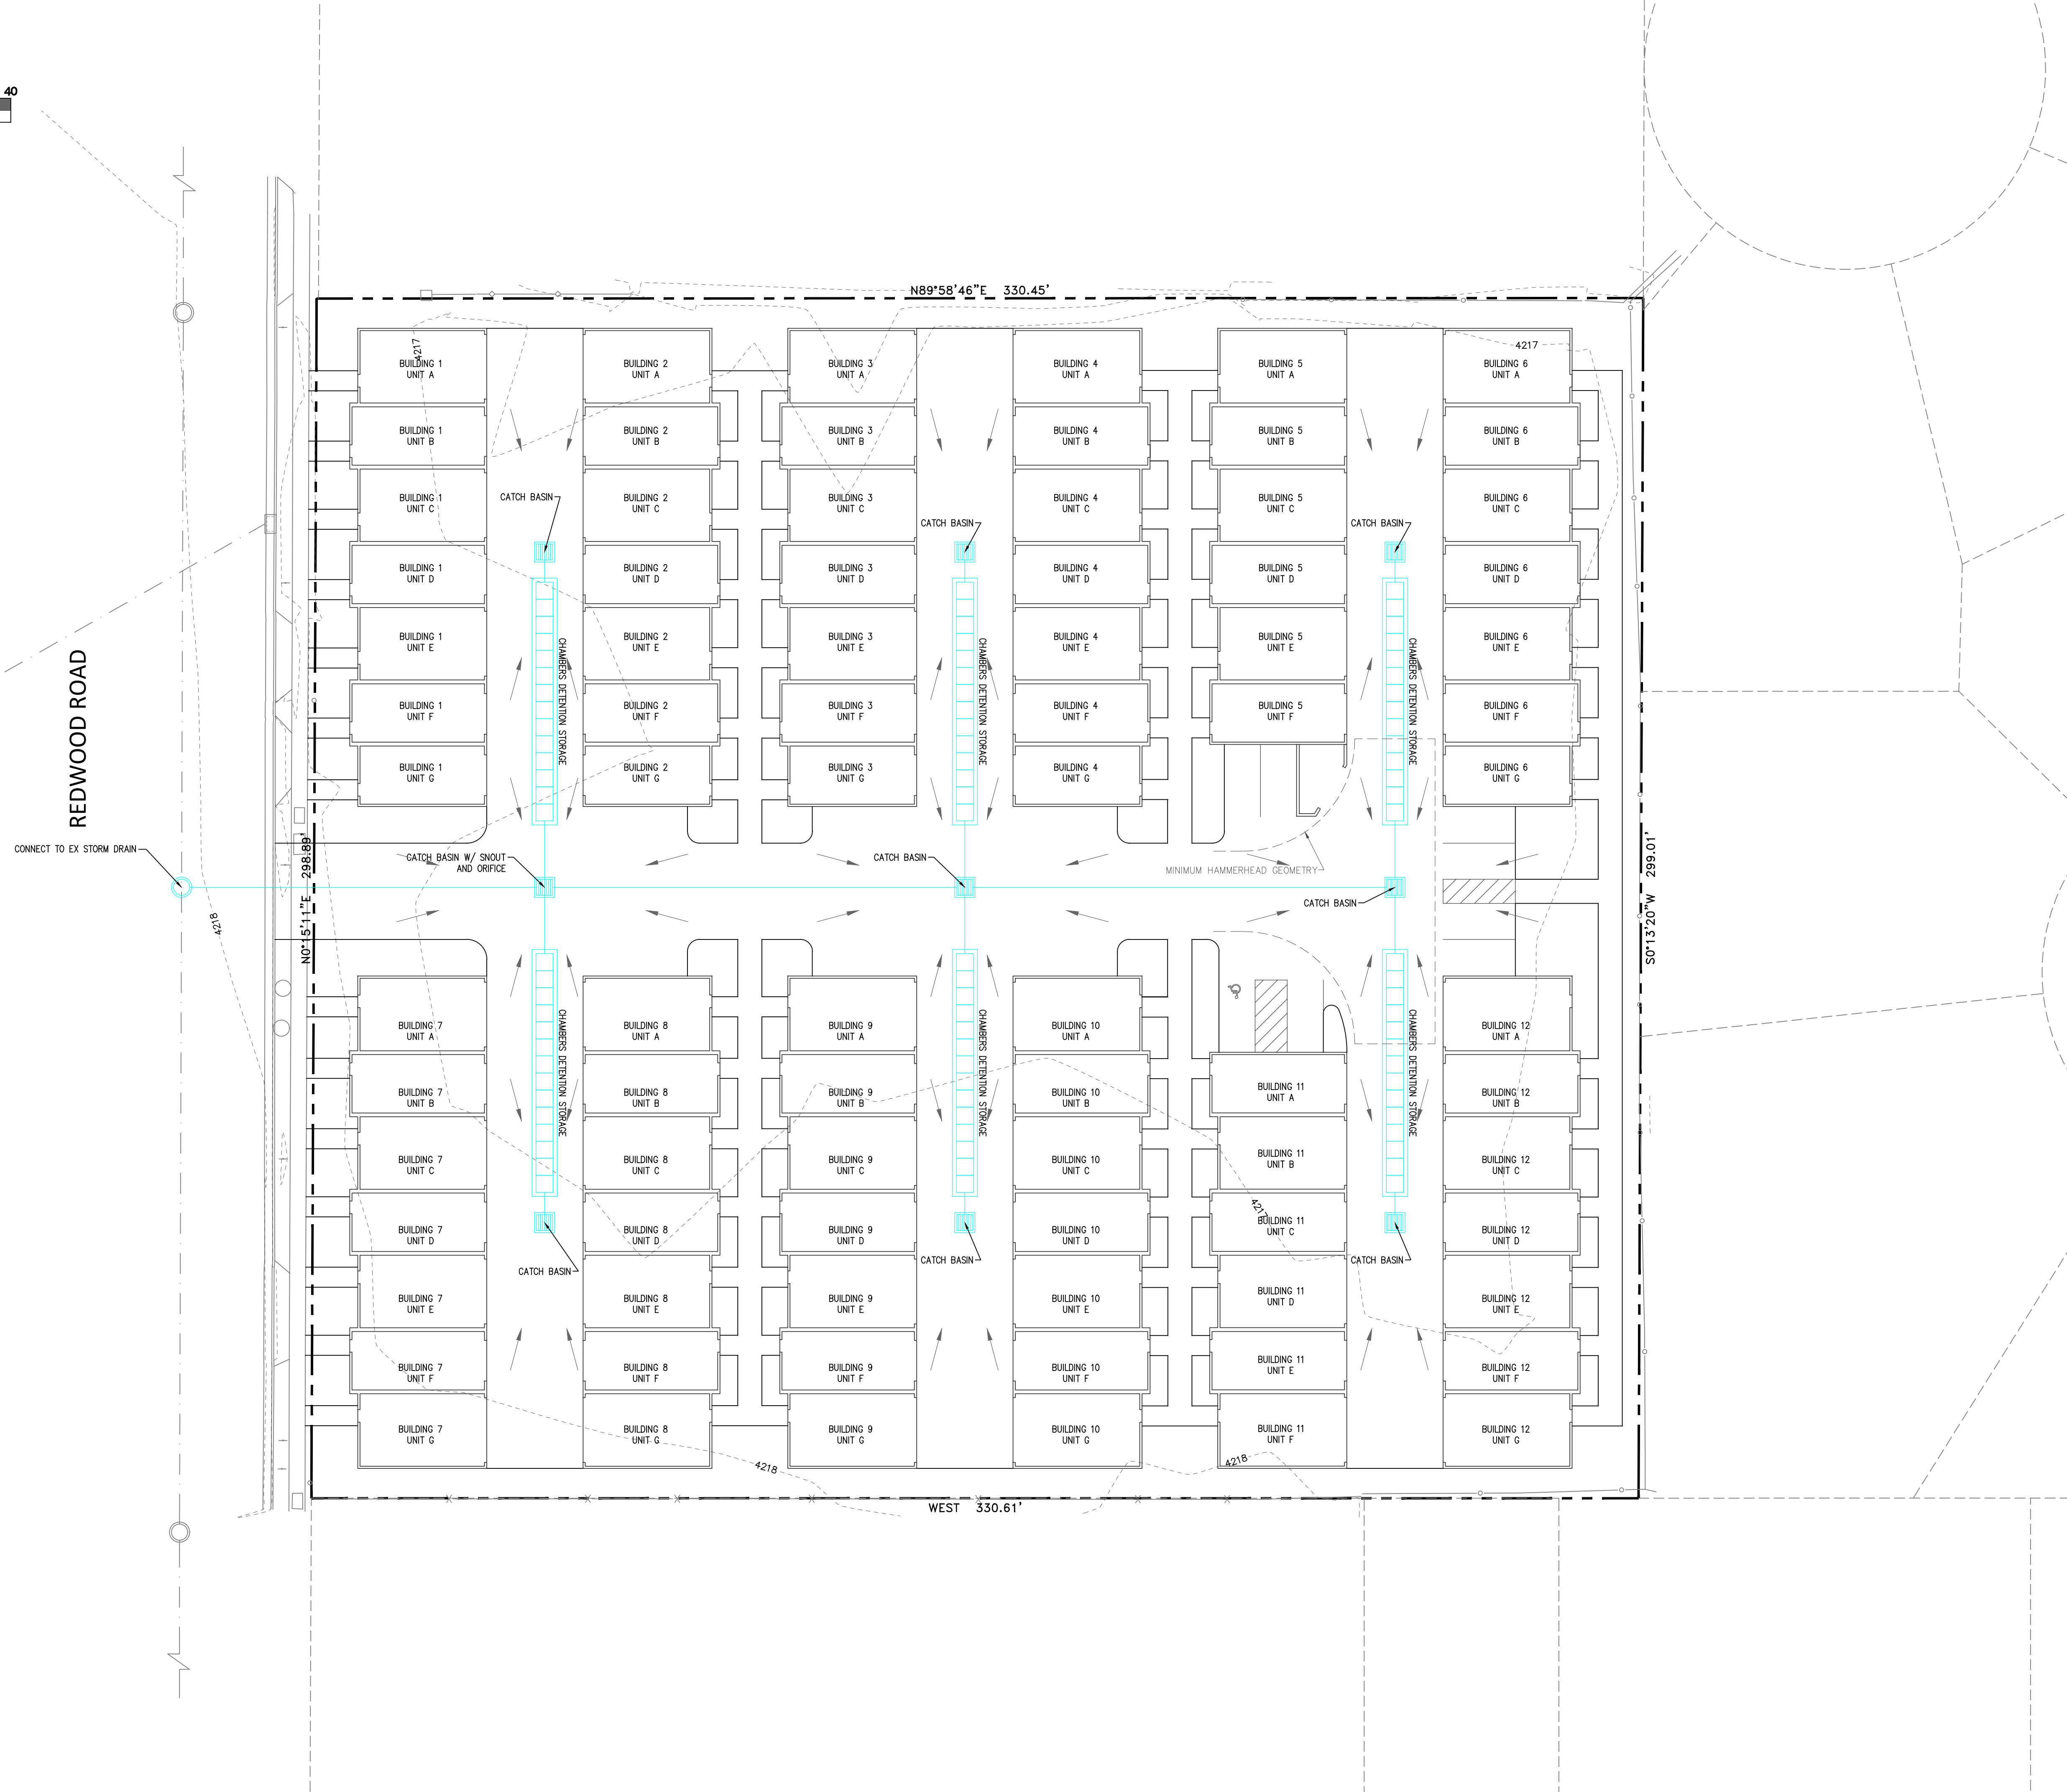 40
N89°58'46"E 330.45'
4217
4217
BUILDING 1
UNIT A
BUILDING 2
UNIT A
BUILDING 3
UNIT A
BUILDING 4
UNIT A
BUILDING 5
UNIT A
BUILDING 6
UNIT A
BUILDING 1
UNIT B
BUILDING 2
UNIT B
BUILDING 3
UNIT B
BUILDING 4
UNIT B
BUILDING 5
UNIT B
BUILDING 6
UNIT B
BUILDING 1
UNIT C
CATCH BASIN
BUILDING 2
UNIT C
BUILDING 3
UNIT C
CATCH BASIN
BUILDING 4
UNIT C
BUILDING 5
UNIT C
CATCH BASIN
BUILDING 6
UNIT C
BUILDING 1
UNIT D
BUILDING 2
UNIT D
BUILDING 3
UNIT D
BUILDING 4
UNIT D
BUILDING 5
UNIT D
BUILDING 6
UNIT D
BUILDING 1
UNIT E
CHAMBERS DETENTION STORAGE
BUILDING 2
UNIT E
BUILDING 3
UNIT E
CHAMBERS DETENTION STORAGE
BUILDING 4
UNIT E
BUILDING 5
UNIT E
CHAMBERS DETENTION STORAGE
BUILDING 6
UNIT E
REDWOOD ROAD
BUILDING 1
UNIT F
BUILDING 2
UNIT F
BUILDING 3
UNIT F
BUILDING 4
UNIT F
BUILDING 5
UNIT F
BUILDING 6
UNIT F
BUILDING 1
UNIT G
BUILDING 2
UNIT G
BUILDING 3
UNIT G
BUILDING 4
UNIT G
BUILDING 6
UNIT G
CONNECT TO EX STORM DRAIN
N0°15'11"E 298.89'
CATCH BASIN W/ SNOUT
AND ORIFICE
CATCH BASIN
MINIMUM HAMMERHEAD GEOMETRY
CATCH BASIN
S0°13'20"W 299.01'
4218
BUILDING 7
UNIT A
BUILDING 8
UNIT A
BUILDING 9
UNIT A
BUILDING 10
UNIT A
BUILDING 11
UNIT A
BUILDING 12
UNIT A
BUILDING 7
UNIT B
CHAMBERS DETENTION STORAGE
BUILDING 8
UNIT B
BUILDING 9
UNIT B
CHAMBERS DETENTION STORAGE
BUILDING 10
UNIT B
BUILDING 11
UNIT B
CHAMBERS DETENTION STORAGE
BUILDING 12
UNIT B
BUILDING 7
UNIT C
BUILDING 8
UNIT C
BUILDING 9
UNIT C
BUILDING 10
UNIT C
4217
BUILDING 11
UNIT C
BUILDING 12
UNIT C
BUILDING 7
UNIT D
BUILDING 8
UNIT D
BUILDING 9
UNIT D
BUILDING 10
UNIT D
BUILDING 11
UNIT D
BUILDING 12
UNIT D
CATCH BASIN
CATCH BASIN
CATCH BASIN
BUILDING 7
UNIT E
BUILDING 8
UNIT E
BUILDING 9
UNIT E
BUILDING 10
UNIT E
BUILDING 11
UNIT E
BUILDING 12
UNIT E
BUILDING 7
UNIT F
BUILDING 8
UNIT F
BUILDING 9
UNIT F
BUILDING 10
UNIT F
BUILDING 11
UNIT F
BUILDING 12
UNIT F
BUILDING 7
UNIT G
BUILDING 8
UNIT G
BUILDING 9
UNIT G
BUILDING 10
UNIT G
BUILDING 12
UNIT G
4218
4218
WEST 330.61'